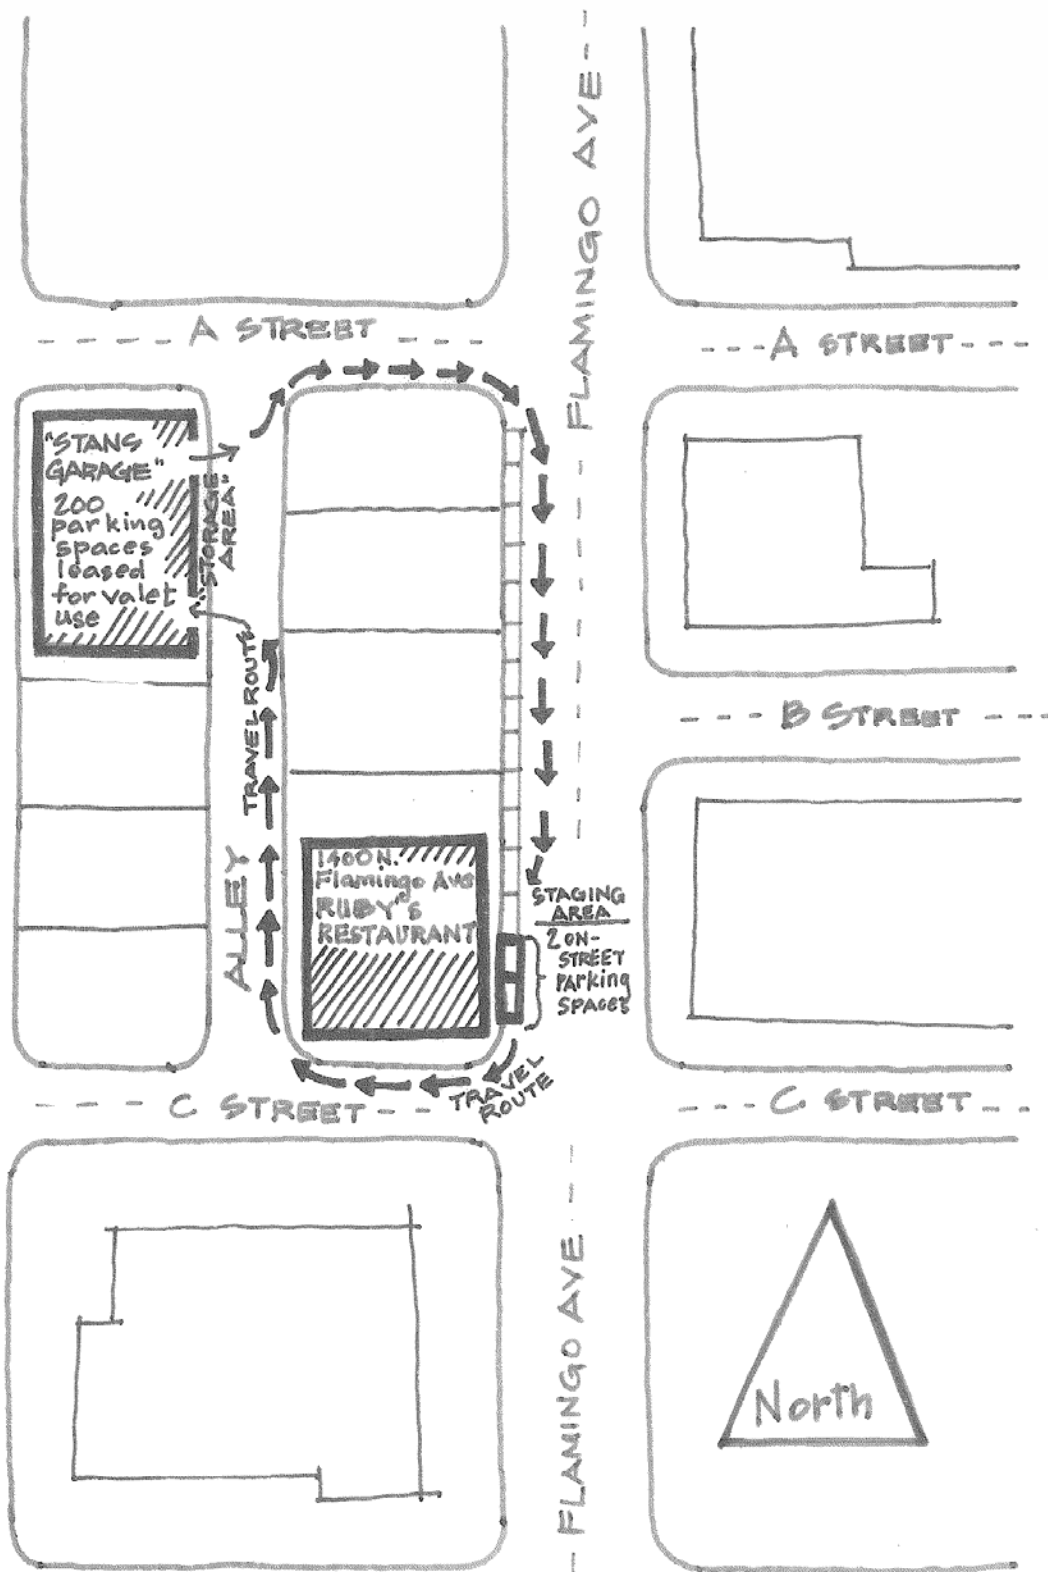 FLAMINGO AVE
A STREET
A STREET
"STANS
GARAGE"
200
parking
spaces
leased
for valet
use
"STORAGE
AREA"
TRAVEL ROUTE
B STREET
ALLEY
1400 N.
Flamingo Ave
RUBY'S
RESTAURANT
STAGING
AREA
2 ON-
STREET
PARKING
SPACES
TRAVEL
ROUTE
C STREET
C STREET
FLAMINGO AVE
North